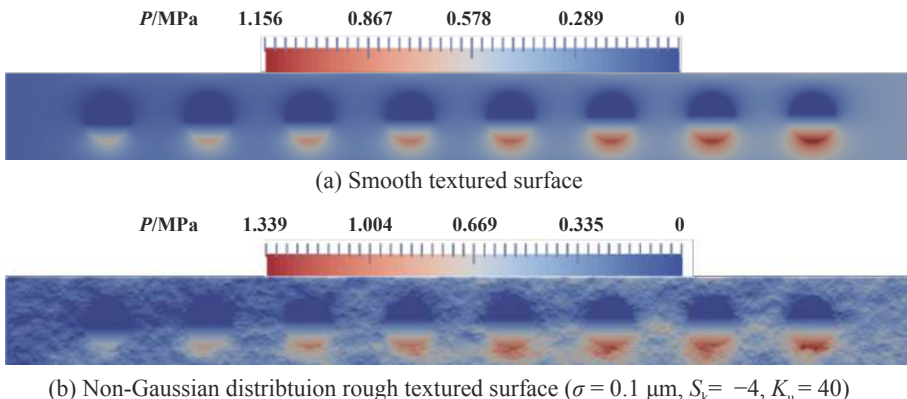 P/MPa 1.156 0.867 0.578 0.289 0
(a) Smooth textured surface
P/MPa 1.339 1.004 0.669 0.335 0
(b) Non-Gaussian distribtuion rough textured surface (σ = 0.1 μm, Sₖ= −4, Kᵤ = 40)